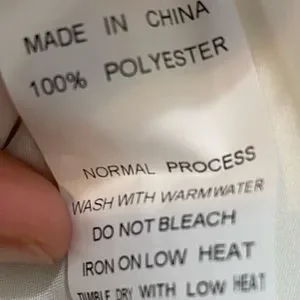 MADE IN CHINA
100% POLYESTER
NORMAL PROCESS
WASH WITH WARMWATER
DO NOT BLEACH
IRON ON LOW HEAT
TUMBLE DRY WITH LOW HEAT